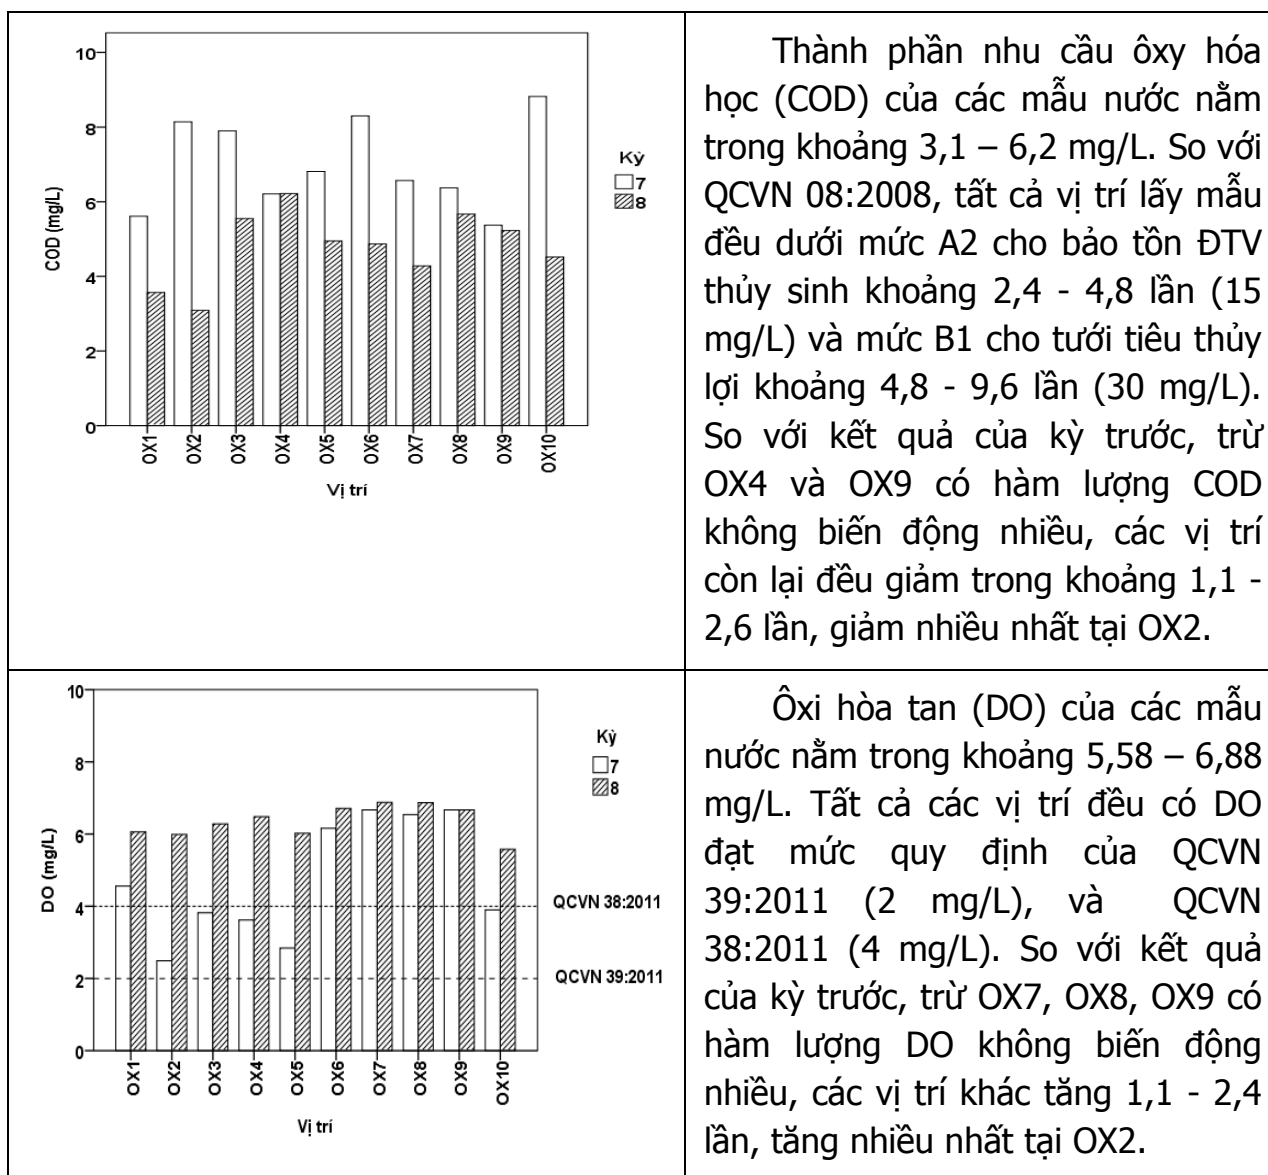 10
8
6
4
2
0
COD (mg/L)
OX1
OX2
OX3
OX4
OX5
OX6
OX7
OX8
OX9
OX10
Vị trí
Kỳ
7
8
Thành phần nhu cầu ôxy hóa
học (COD) của các mẫu nước nằm
trong khoảng 3,1 – 6,2 mg/L. So với
QCVN 08:2008, tất cả vị trí lấy mẫu
đều dưới mức A2 cho bảo tồn ĐTV
thủy sinh khoảng 2,4 - 4,8 lần (15
mg/L) và mức B1 cho tưới tiêu thủy
lợi khoảng 4,8 - 9,6 lần (30 mg/L).
So với kết quả của kỳ trước, trừ
OX4 và OX9 có hàm lượng COD
không biến động nhiều, các vị trí
còn lại đều giảm trong khoảng 1,1 -
2,6 lần, giảm nhiều nhất tại OX2.
10
8
6
4
2
0
DO (mg/L)
OX1
OX2
OX3
OX4
OX5
OX6
OX7
OX8
OX9
OX10
Vị trí
Kỳ
7
8
QCVN 38:2011
QCVN 39:2011
Ôxi hòa tan (DO) của các mẫu
nước nằm trong khoảng 5,58 – 6,88
mg/L. Tất cả các vị trí đều có DO
đạt mức quy định của QCVN
39:2011 (2 mg/L), và QCVN
38:2011 (4 mg/L). So với kết quả
của kỳ trước, trừ OX7, OX8, OX9 có
hàm lượng DO không biến động
nhiều, các vị trí khác tăng 1,1 - 2,4
lần, tăng nhiều nhất tại OX2.